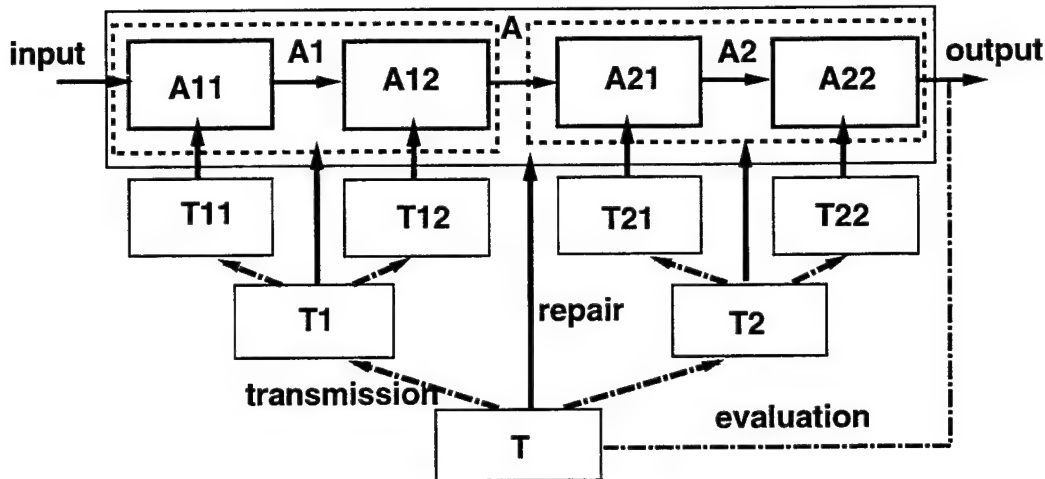 input
A1
A
A2
output
A11
A12
A21
A22
T11
T12
T21
T22
T1
repair
T2
transmission
T
evaluation